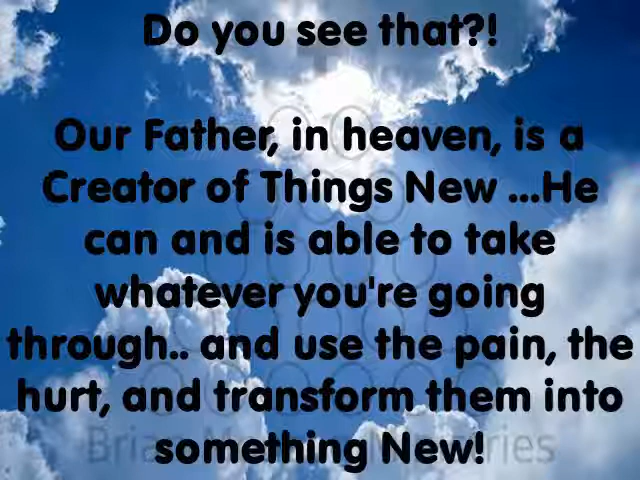 Do you see that?!
Our Father, in heaven, is a
Creator of Things New ...He
can and is able to take
whatever you're going
through.. and use the pain, the
hurt, and transform them into
something New!